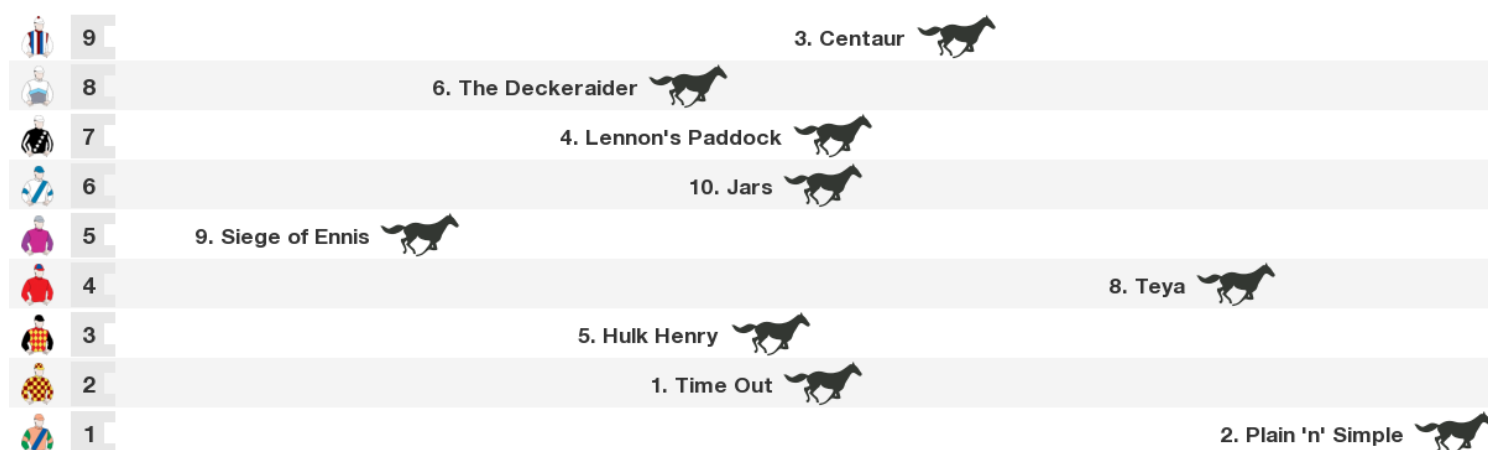 9 3. Centaur
8 6. The Deckeraider
7 4. Lennon's Paddock
6 10. Jars
5 9. Siege of Ennis
4 8. Teya
3 5. Hulk Henry
2 1. Time Out
1 2. Plain 'n' Simple